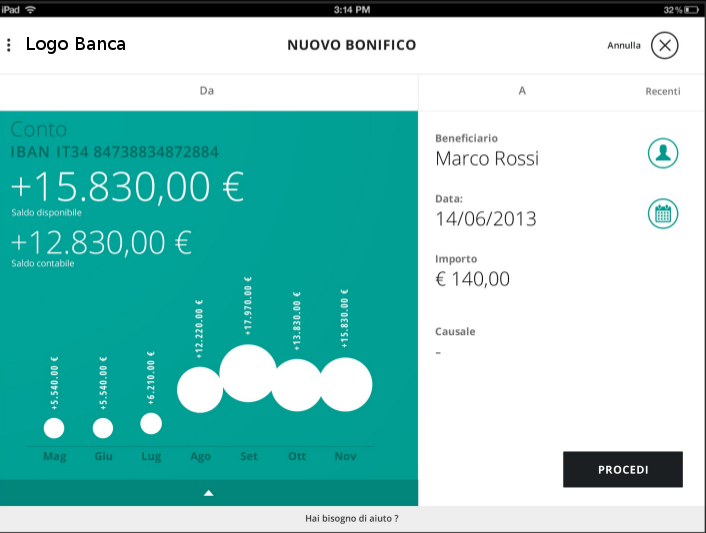 iPad
3:14 PM
32%
Logo Banca
NUOVO BONIFICO
Annulla
Da
A
Recenti
Conto
IBAN IT34 84738834872884
+15.830,00 €
Saldo disponibile
+12.830,00 €
Saldo contabile
+5.540.00 €
+5.540.00 €
+6.210.00 €
+12.220.00 €
+17.970.00 €
+13.830.00 €
+15.830.00 €
Mag Giu Lug Ago Set Ott Nov
Beneficiario
Marco Rossi
Data:
14/06/2013
Importo
€ 140,00
Causale
–
PROCEDI
Hai bisogno di aiuto ?